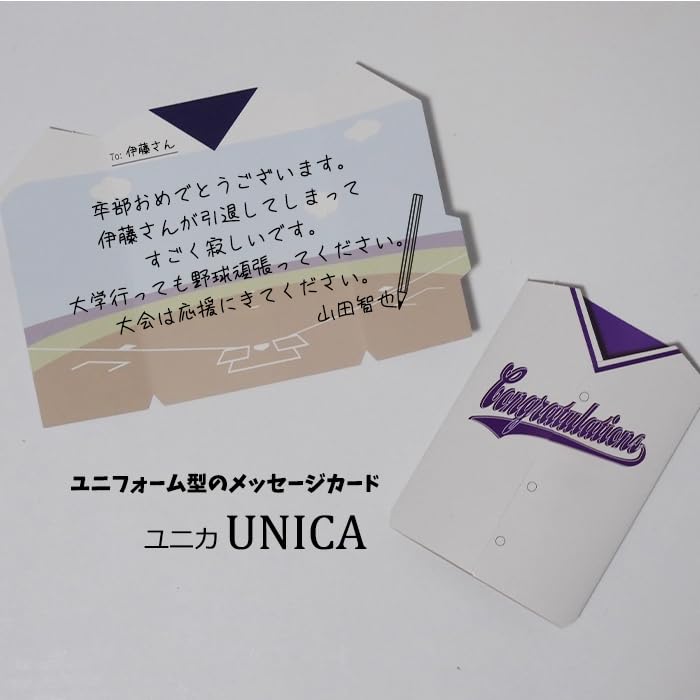 To: 伊藤さん
卒部おめでとうございます。
伊藤さんが引退してしまって
すごく寂しいです。
大学行っても野球頑張ってください。
大会は応援にきてください。
山田智也
Congratulations
ユニフォーム型のメッセージカード
ユニカ UNICA